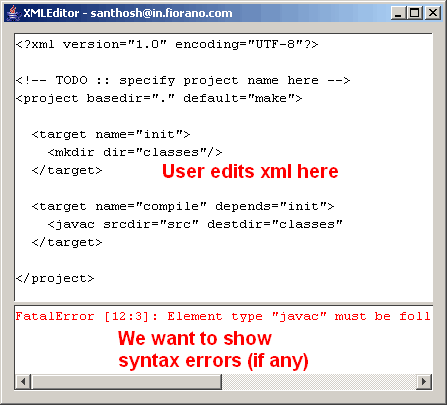 XMLEditor - santhosh@in.fiorano.com
<?xml version="1.0" encoding="UTF-8"?>
<!-- TODO :: specify project name here -->
<project basedir="." default="make">
<target name="init">
<mkdir dir="classes"/>
</target>
User edits xml here
<target name="compile" depends="init">
<javac srcdir="src" destdir="classes"
</target>
</project>
FatalError [12:3]: Element type "javac" must be foll
We want to show
syntax errors (if any)